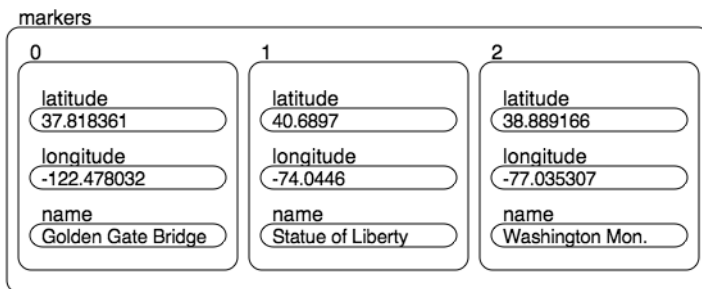 markers
0
latitude
37.818361
longitude
-122.478032
name
Golden Gate Bridge
1
latitude
40.6897
longitude
-74.0446
name
Statue of Liberty
2
latitude
38.889166
longitude
-77.035307
name
Washington Mon.